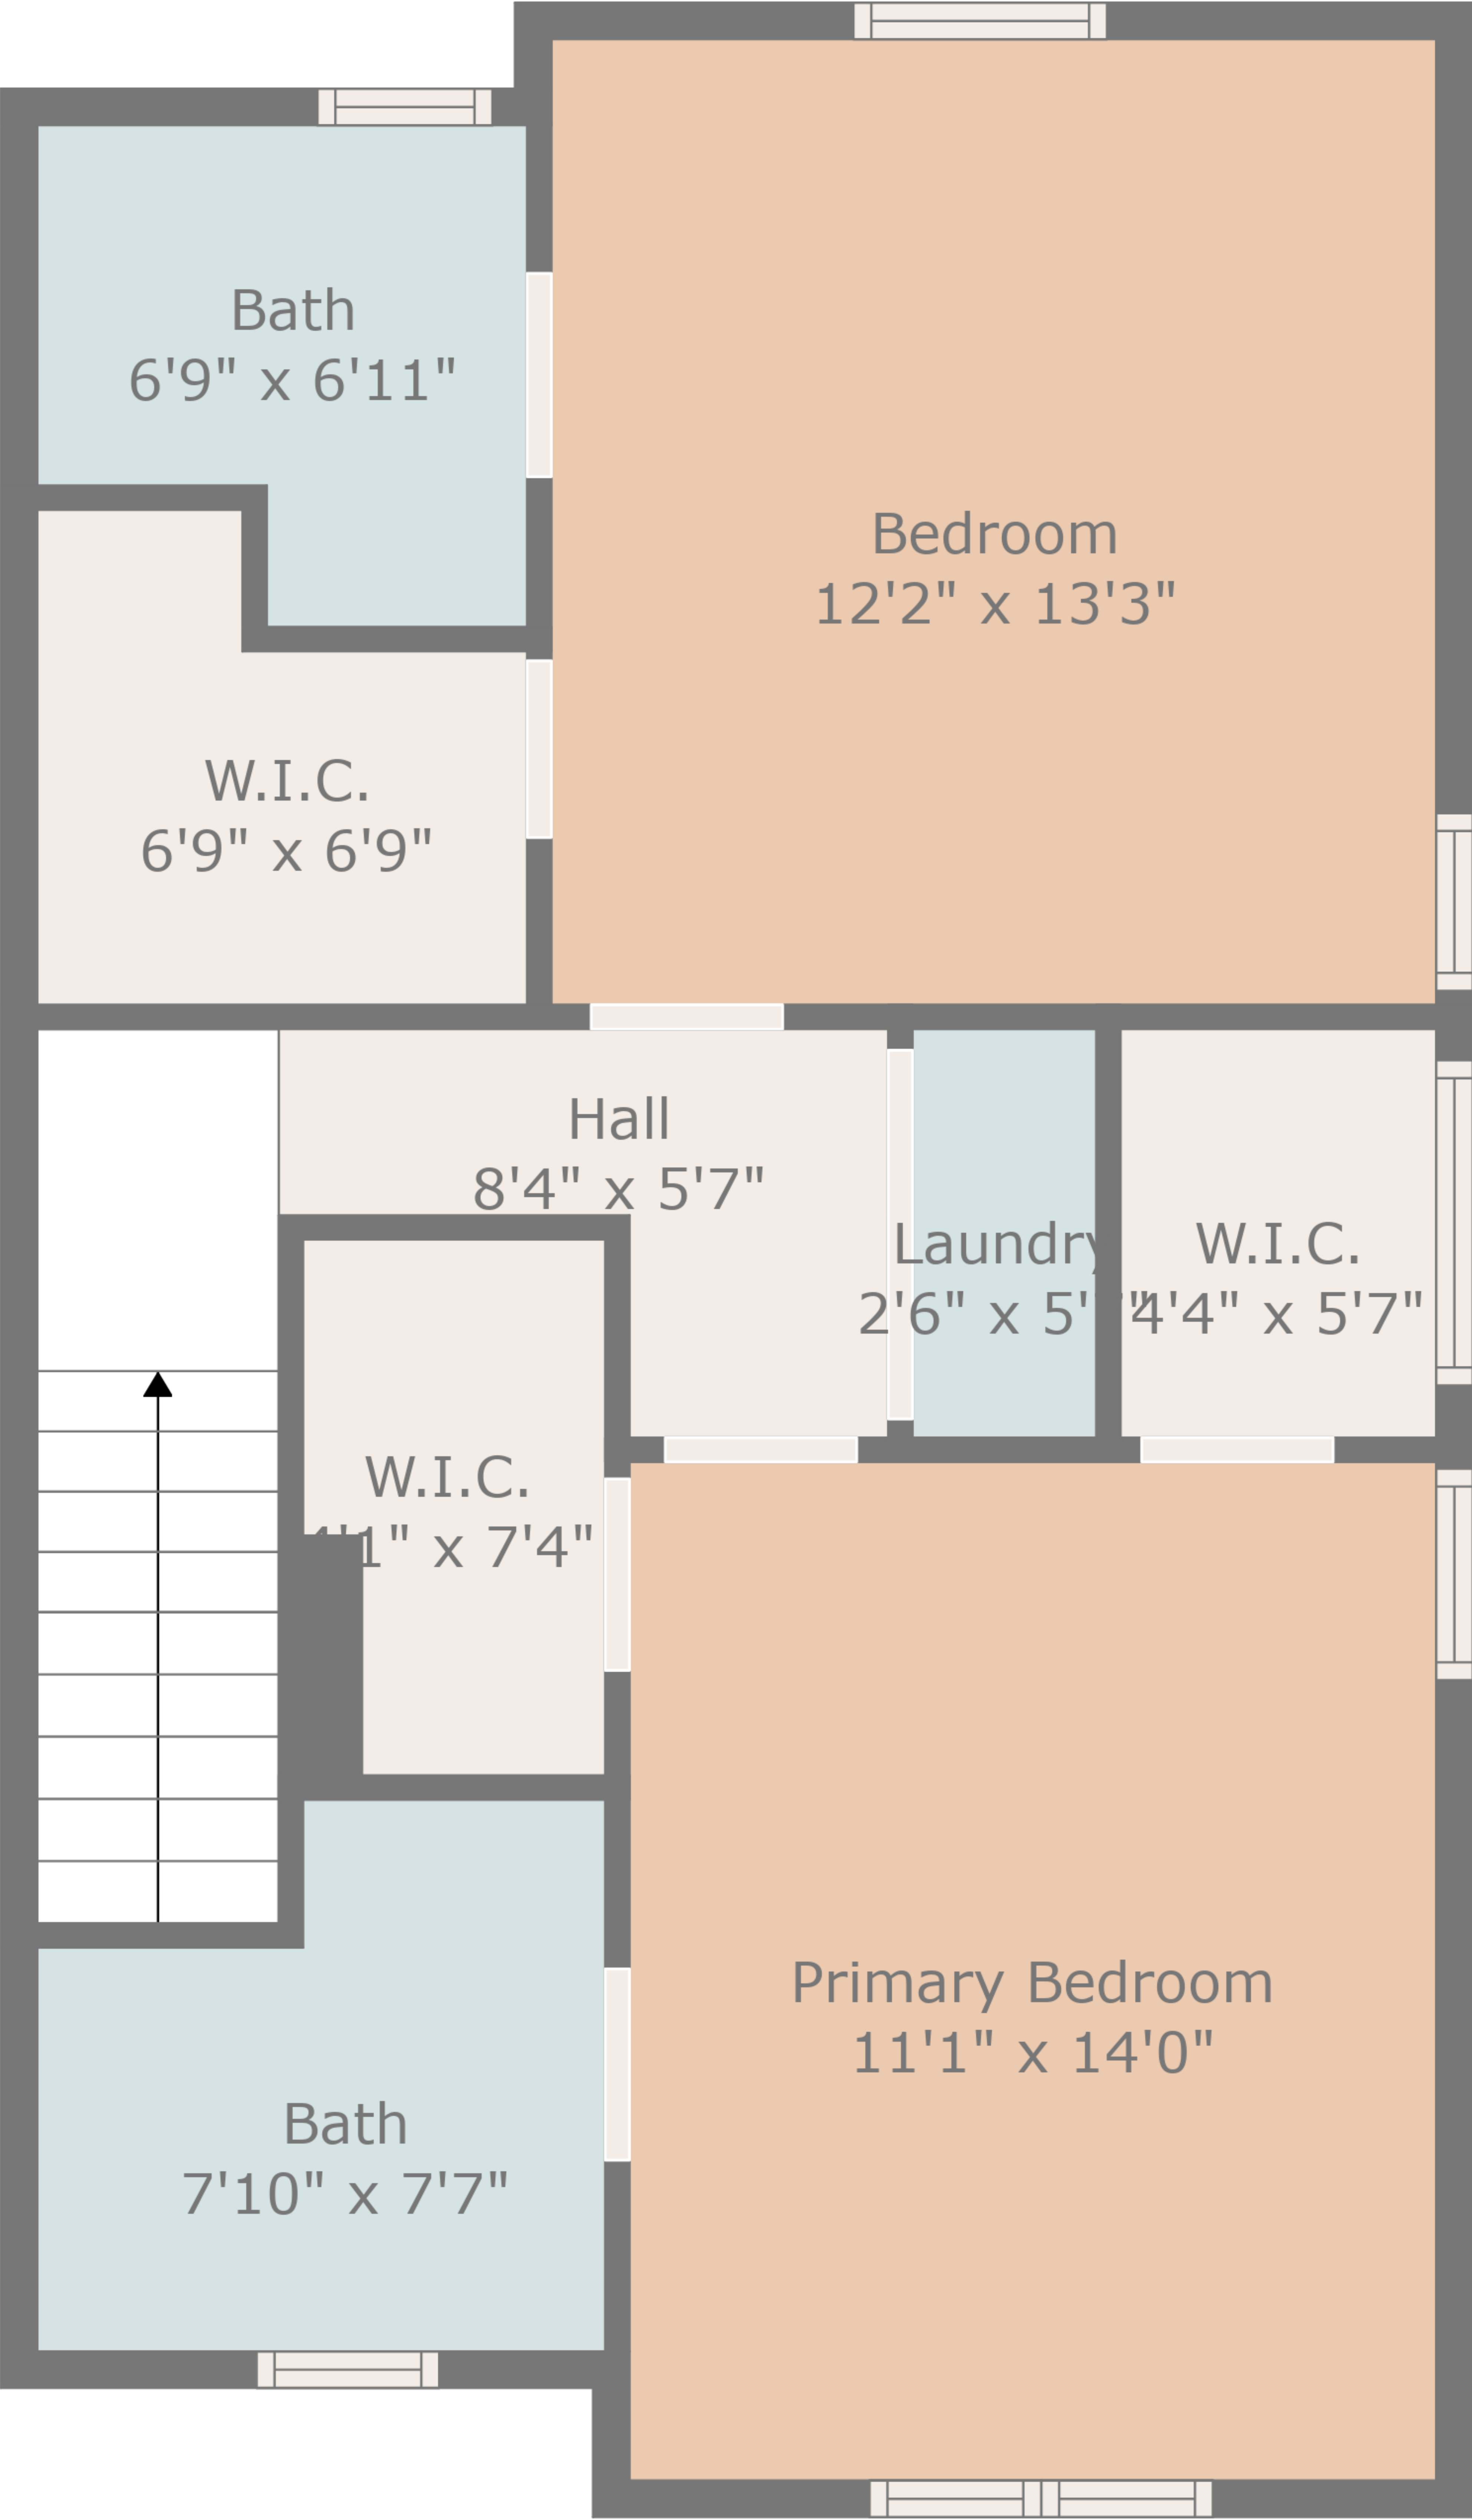 Bath
6'9" x 6'11"
Bedroom
12'2" x 13'3"
W.I.C.
6'9" x 6'9"
Hall
8'4" x 5'7"
Laundry
2'6" x
W.I.C.
4'4" x 5'7"
W.I.C.
x 7'4"
Primary Bedroom
11'1" x 14'0"
Bath
7'10" x 7'7"